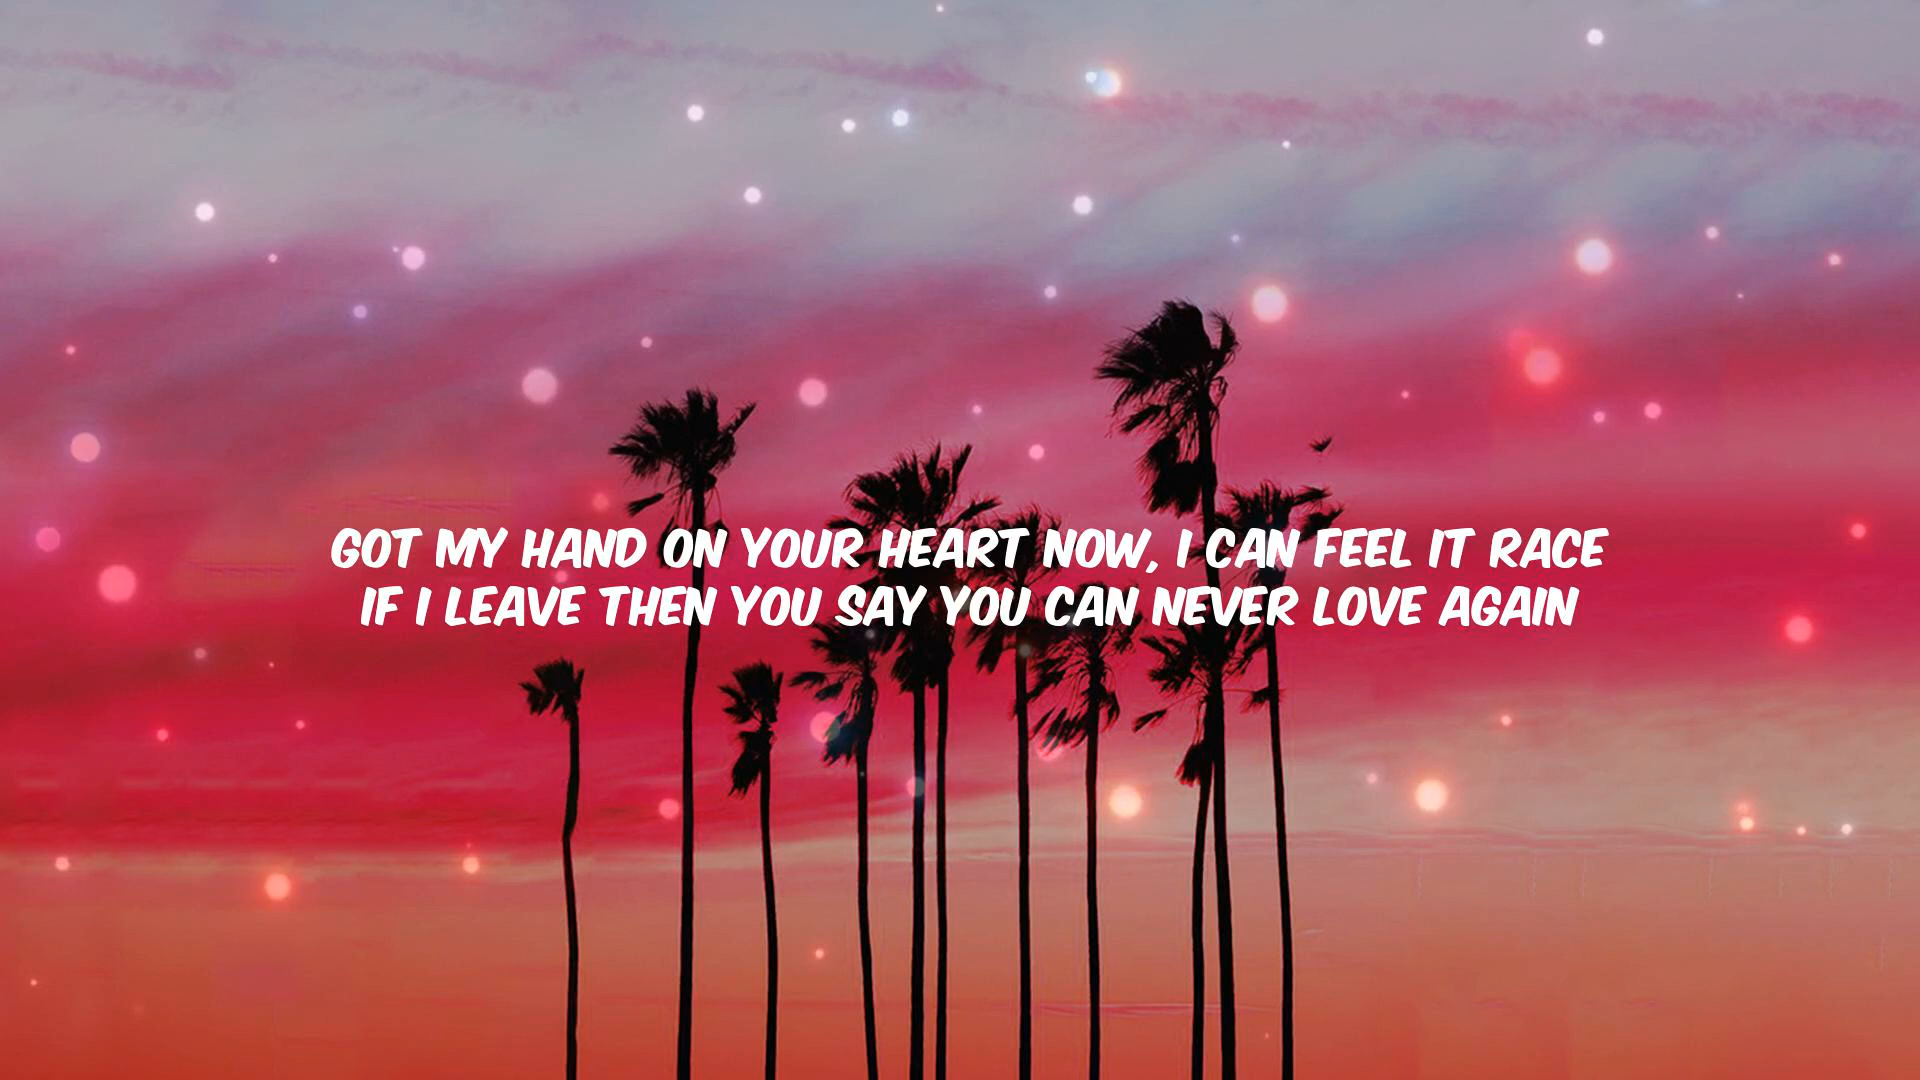 GOT MY HAND ON YOUR HEART NOW, I CAN FEEL IT RACE
IF I LEAVE THEN YOU SAY YOU CAN NEVER LOVE AGAIN